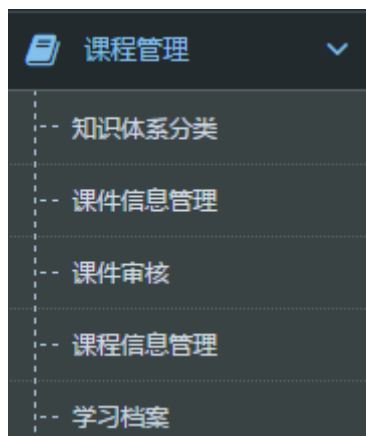 课程管理
知识体系分类
课件信息管理
课件审核
课程信息管理
学习档案